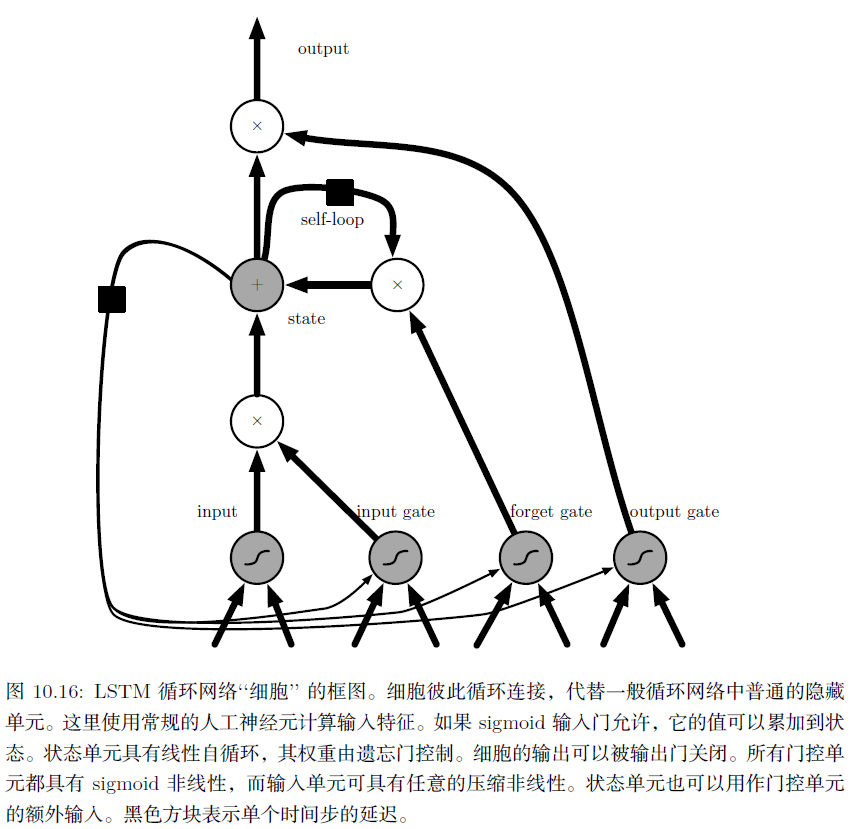 output
×
self-loop
+
×
state
×
input
input gate
forget gate
output gate
图 10.16: LSTM 循环网络“细胞” 的框图。细胞彼此循环连接，代替一般循环网络中普通的隐藏
单元。这里使用常规的人工神经元计算输入特征。如果 sigmoid 输入门允许，它的值可以累加到状
态。状态单元具有线性自循环，其权重由遗忘门控制。细胞的输出可以被输出门关闭。所有门控单
元都具有 sigmoid 非线性，而输入单元可具有任意的压缩非线性。状态单元也可以用作门控单元
的额外输入。黑色方块表示单个时间步的延迟。